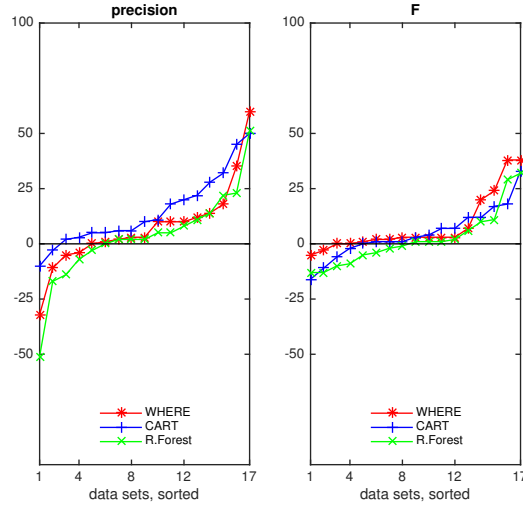 precision
100
50
25
0
-25
-50
WHERE
CART
R.Forest
1 4 8 12 17
data sets, sorted
F
100
50
25
0
-25
-50
WHERE
CART
R.Forest
1 4 8 12 17
data sets, sorted